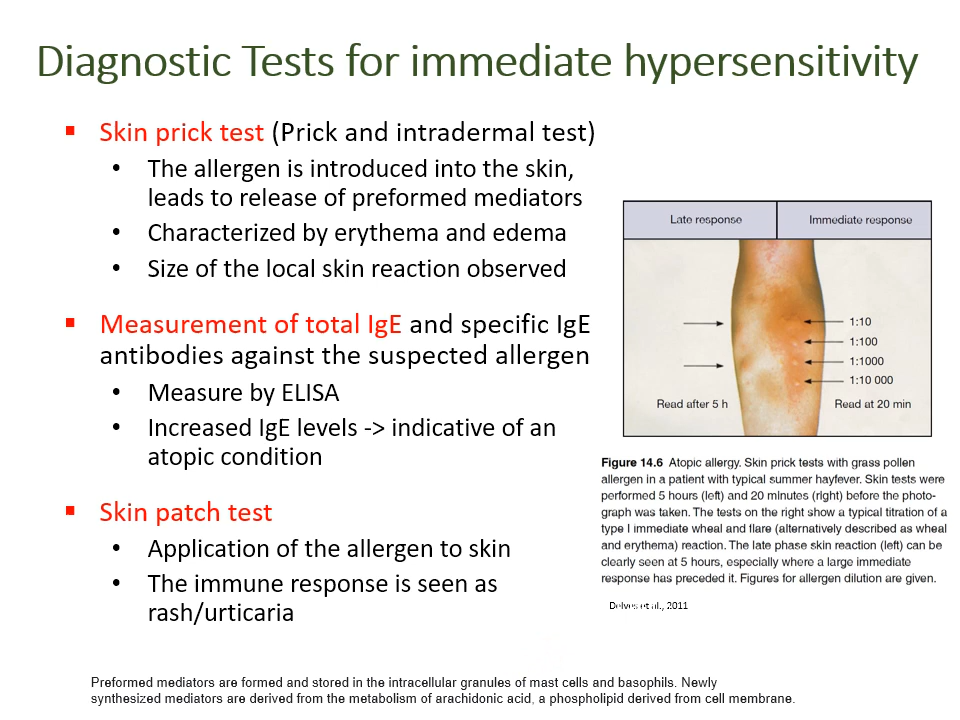 Diagnostic Tests for immediate hypersensitivity
▪ Skin prick test (Prick and intradermal test)
• The allergen is introduced into the skin,
leads to release of preformed mediators
• Characterized by erythema and edema
• Size of the local skin reaction observed
▪ Measurement of total IgE and specific IgE
antibodies against the suspected allergen
• Measure by ELISA
• Increased IgE levels -> indicative of an
atopic condition
▪ Skin patch test
• Application of the allergen to skin
• The immune response is seen as
rash/urticaria
Late response
Immediate response
1:10
1:100
1:1000
1:10 000
Read after 5 h
Read at 20 min
Figure 14.6 Atopic allergy. Skin prick tests with grass pollen
allergen in a patient with typical summer hayfever. Skin tests were
performed 5 hours (left) and 20 minutes (right) before the photo-
graph was taken. The tests on the right show a typical titration of a
type I immediate wheal and flare (alternatively described as wheal
and erythema) reaction. The late phase skin reaction (left) can be
clearly seen at 5 hours, especially where a large immediate
response has preceded it. Figures for allergen dilution are given.
Delves et al., 2011
Preformed mediators are formed and stored in the intracellular granules of mast cells and basophils. Newly
synthesized mediators are derived from the metabolism of arachidonic acid, a phospholipid derived from cell membrane.